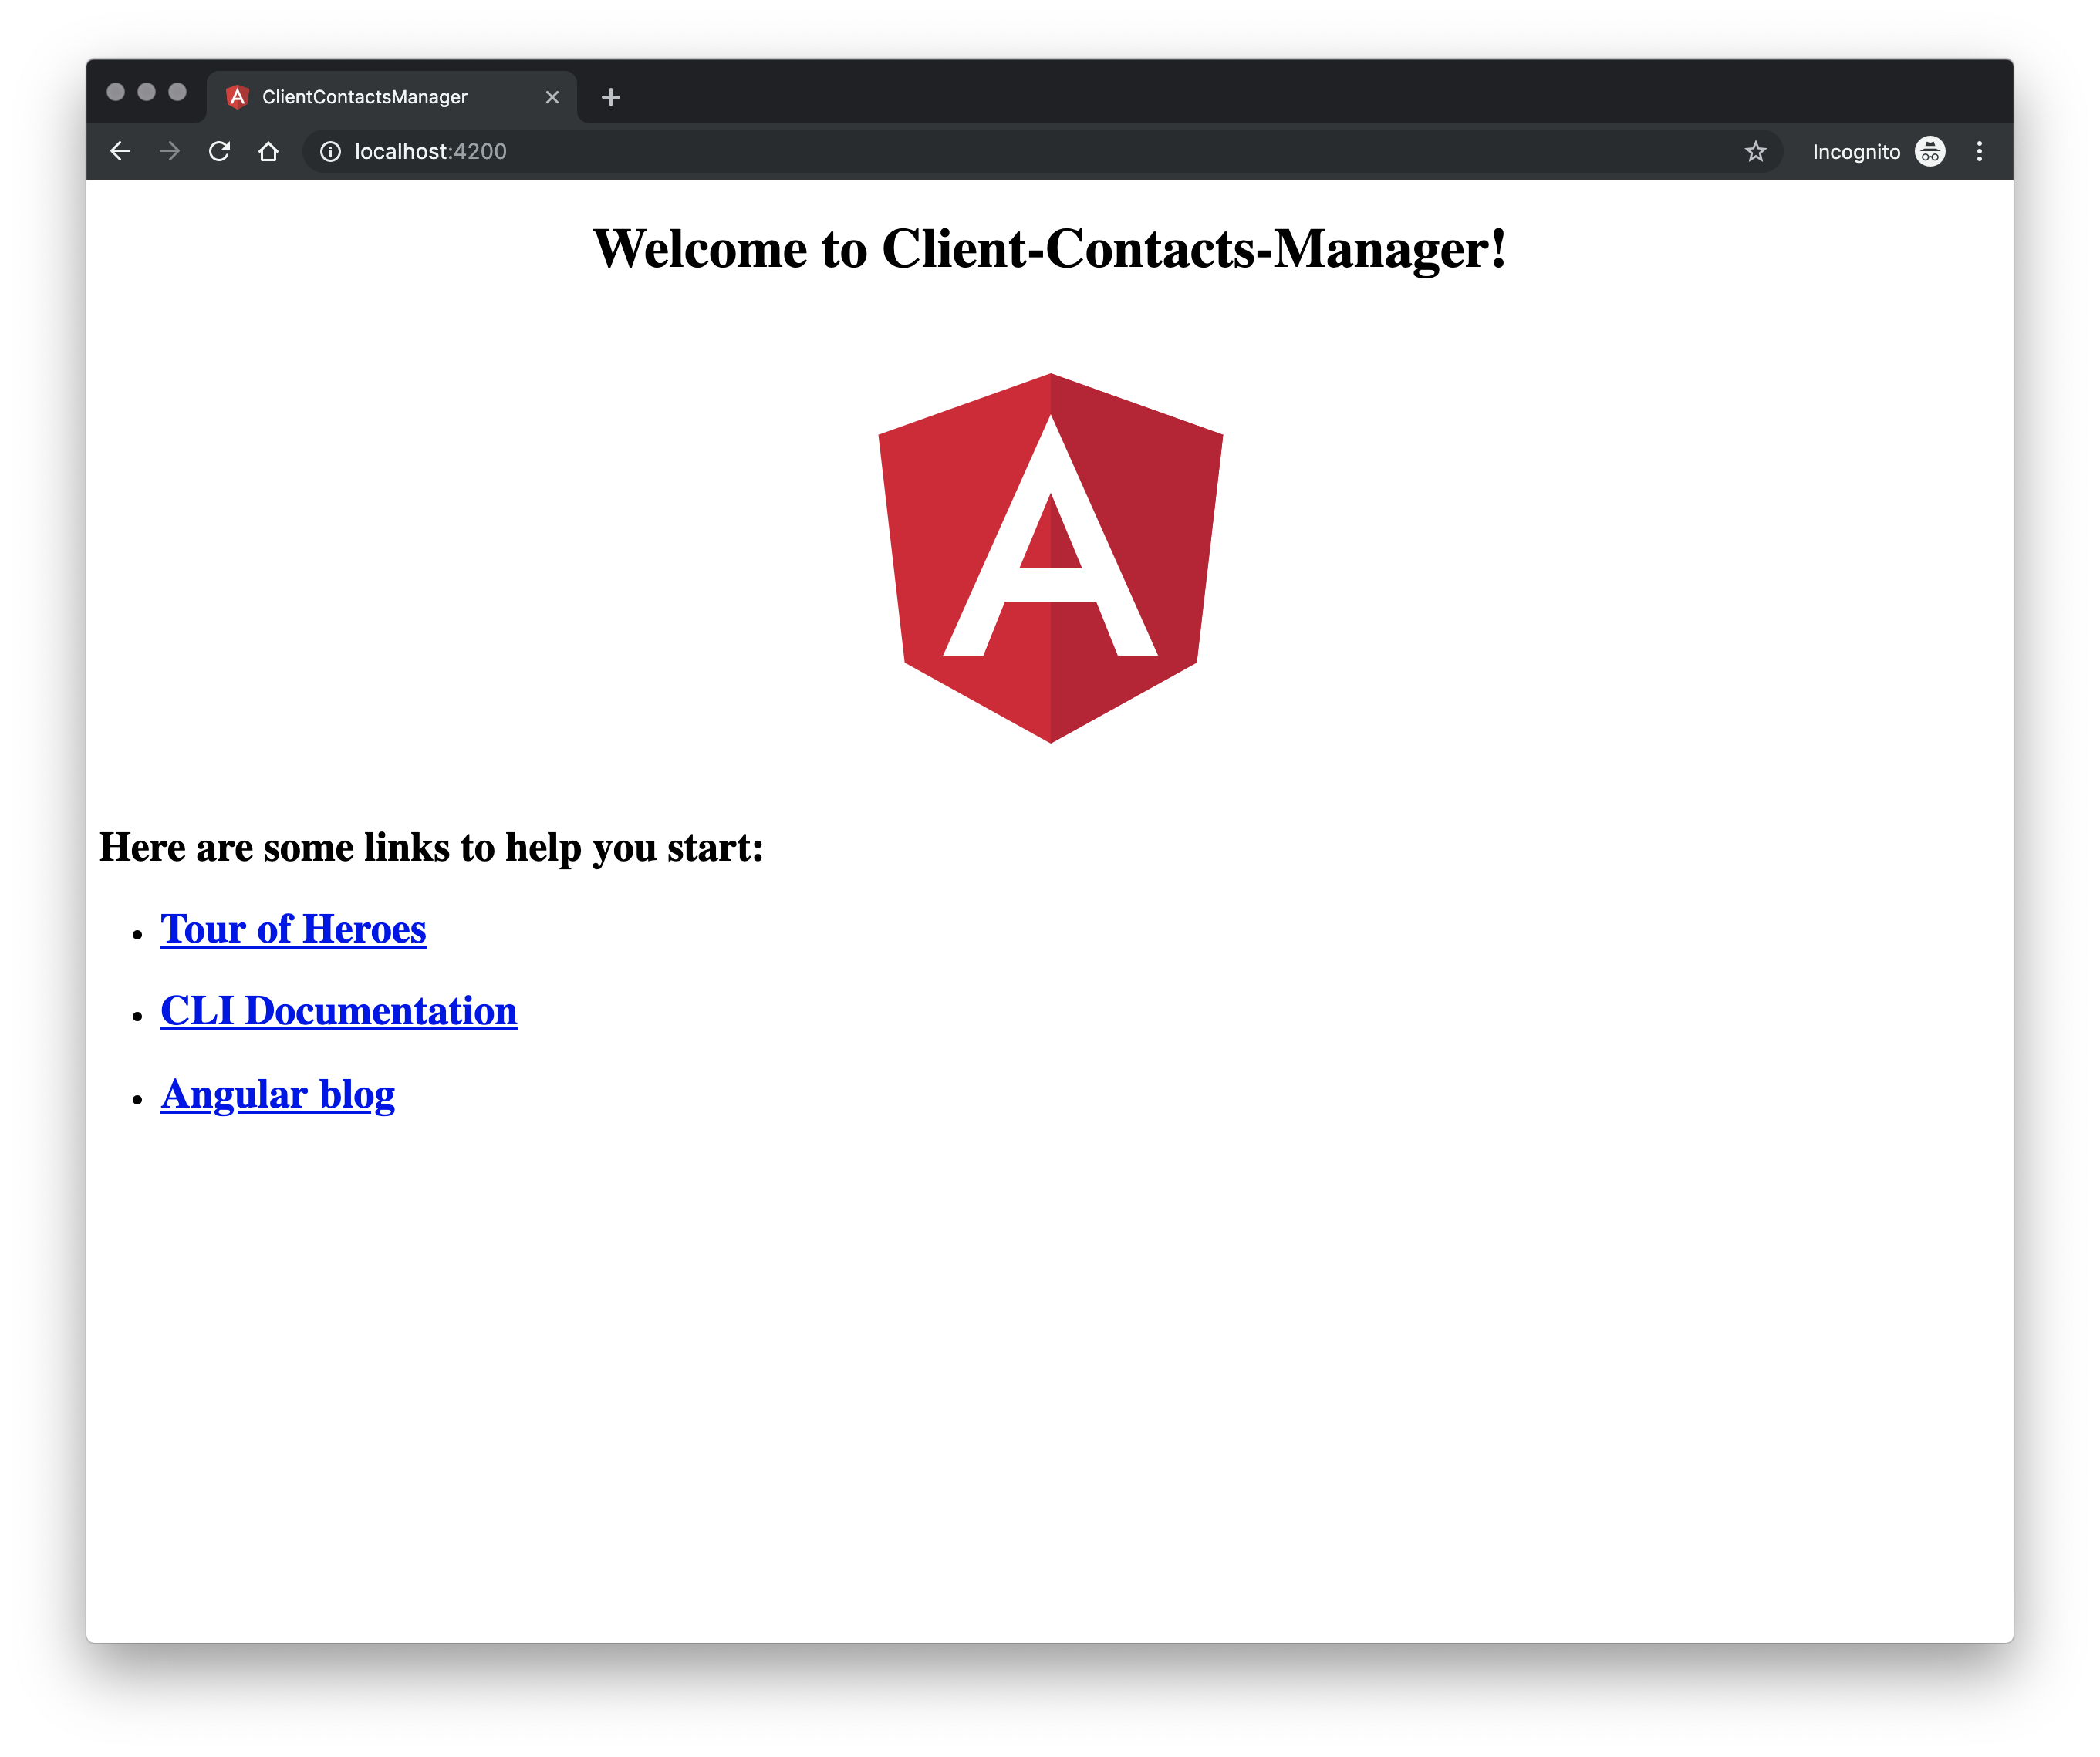 ClientContactsManager
localhost:4200
Incognito
Welcome to Client-Contacts-Manager!
A
Here are some links to help you start:
Tour of Heroes
CLI Documentation
Angular blog